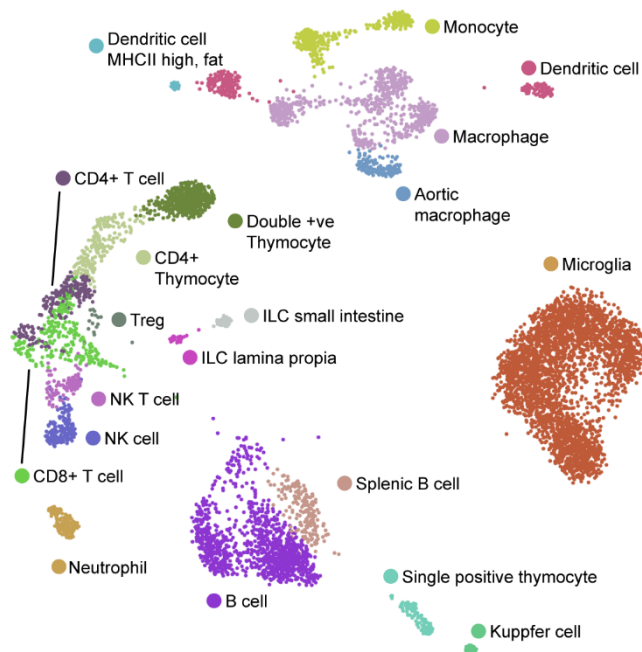 Dendritic cell
MHCII high, fat
Monocyte
Dendritic cell
Macrophage
CD4+ T cell
Aortic
macrophage
Double +ve
Thymocyte
CD4+
Thymocyte
Microglia
Treg
ILC small intestine
ILC lamina propia
NK T cell
NK cell
CD8+ T cell
Splenic B cell
Neutrophil
B cell
Single positive thymocyte
Kuppfer cell